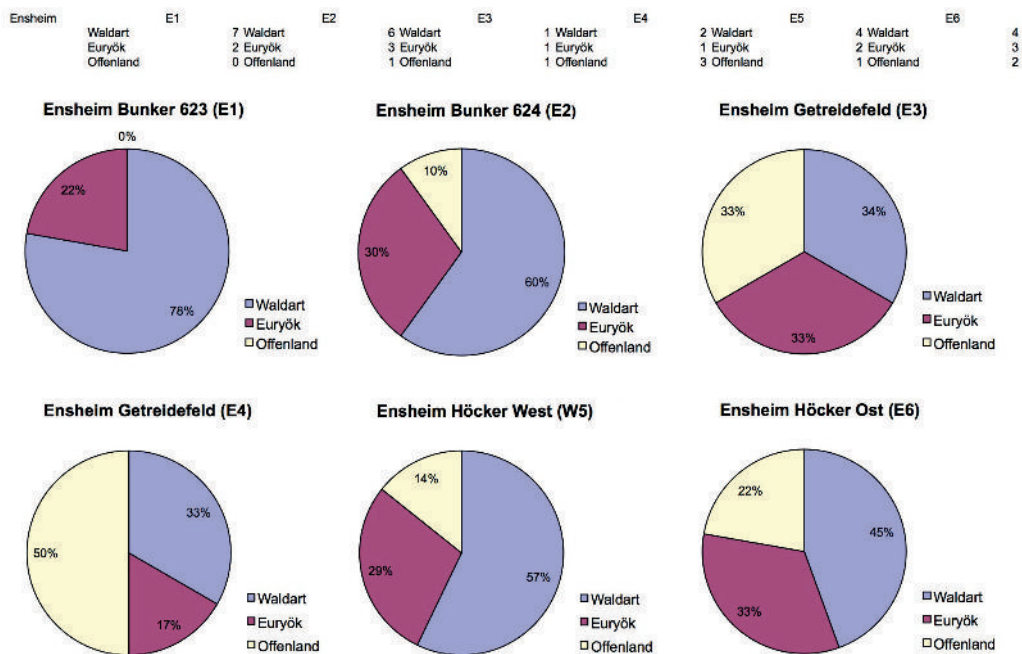 Ensheim E1 E2 E3 E4 E5 E6
Waldart 7 Waldart 6 Waldart 1 Waldart 2 Waldart 4 Waldart 4
Euryök 2 Euryök 3 Euryök 1 Euryök 1 Euryök 2 Euryök 3
Offenland 0 Offenland 1 Offenland 1 Offenland 3 Offenland 1 Offenland 2
Ensheim Bunker 623 (E1)
0%
22%
78%
Waldart
Euryök
Offenland
Ensheim Bunker 624 (E2)
10%
30%
60%
Waldart
Euryök
Offenland
Ensheim Getreidefeld (E3)
33%
34%
33%
Waldart
Euryök
Offenland
Ensheim Getreidefeld (E4)
33%
50%
17%
Waldart
Euryök
Offenland
Ensheim Höcker West (W5)
14%
29%
57%
Waldart
Euryök
Offenland
Ensheim Höcker Ost (E6)
22%
45%
33%
Waldart
Euryök
Offenland